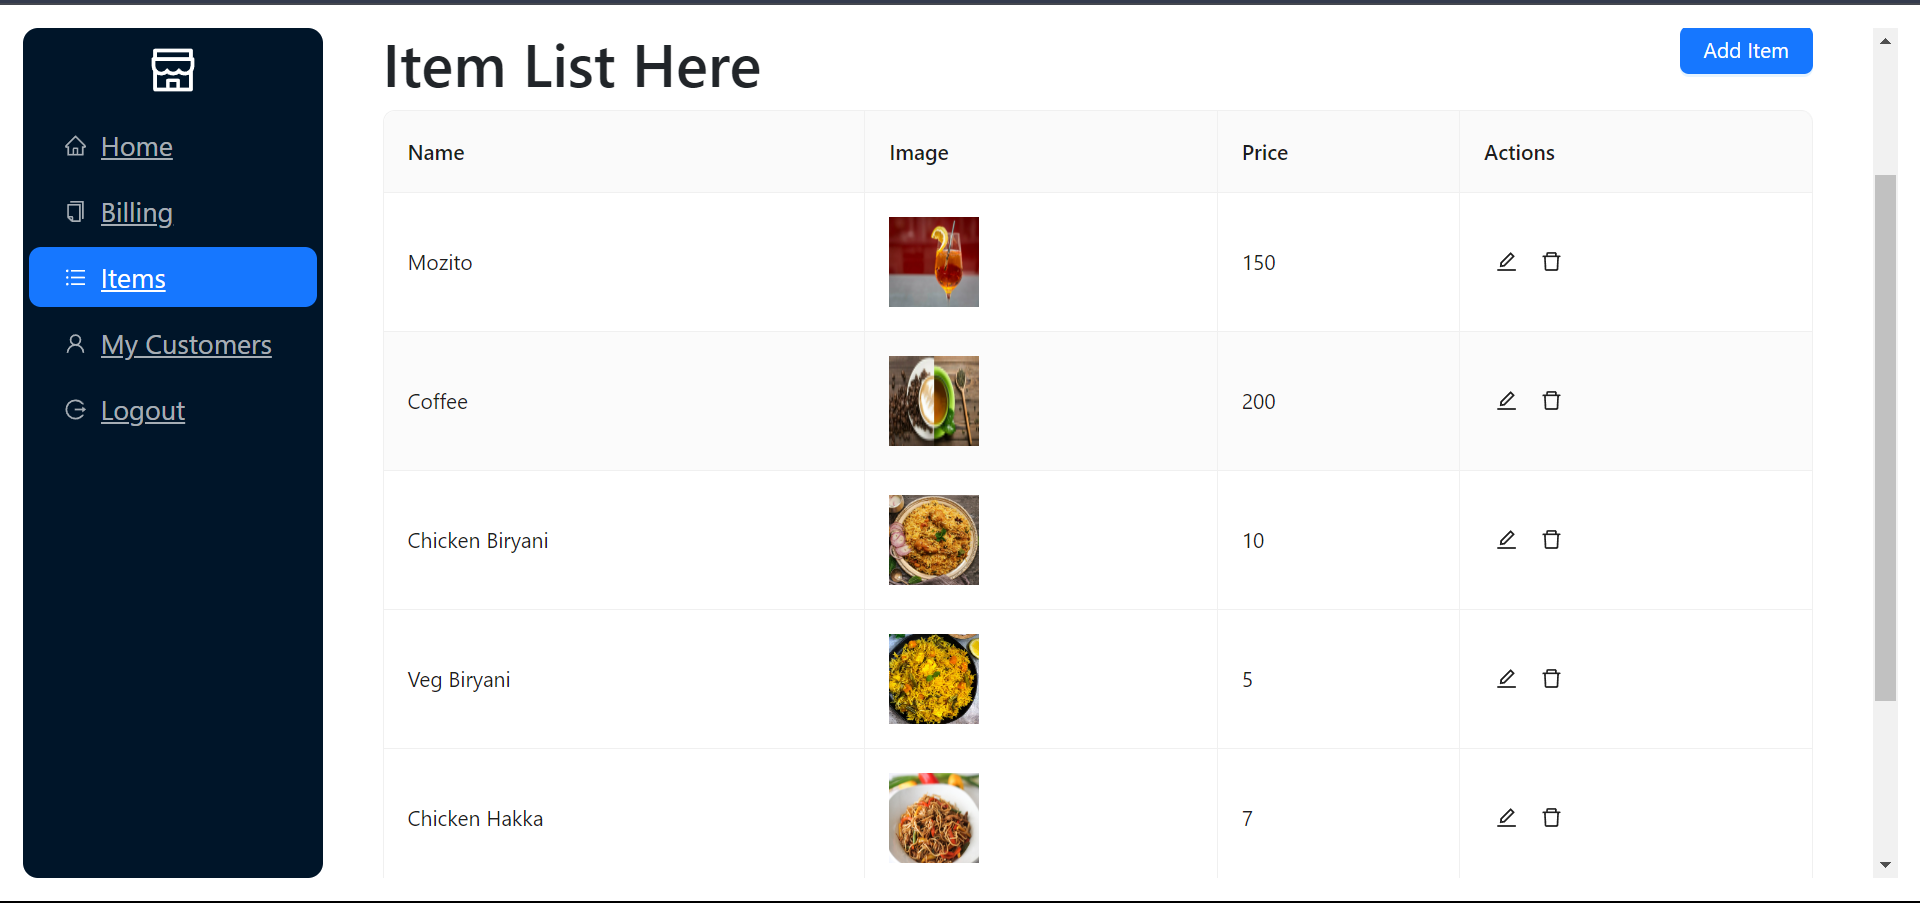 Home
Billing
Items
My Customers
Logout
Item List Here
Add Item
Name Image Price Actions
Mozito 150
Coffee 200
Chicken Biryani 10
Veg Biryani 5
Chicken Hakka 7